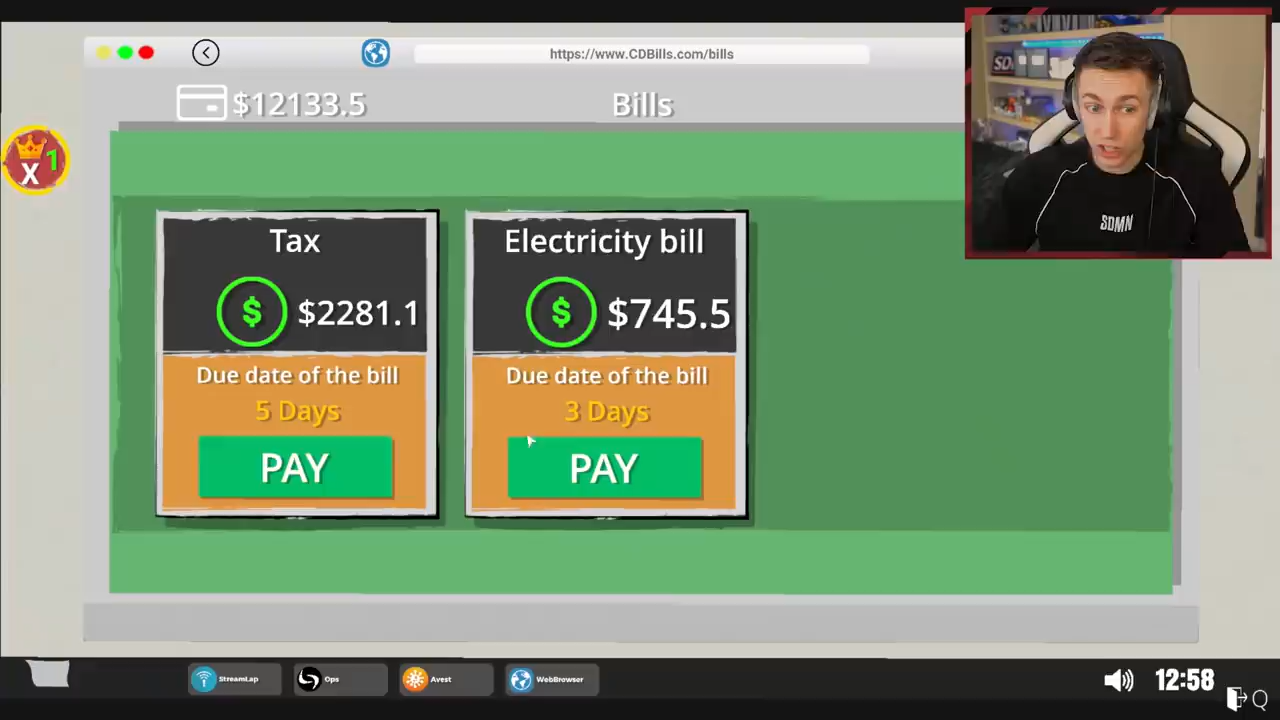 https://www.CDBills.com/bills
$12133.5
Bills
X 1
SDMN
Tax
$ $2281.1
Due date of the bill
5 Days
PAY
Electricity bill
$ $745.5
Due date of the bill
3 Days
PAY
StreamLap
Ops
Avest
WebBrowser
12:58
Q